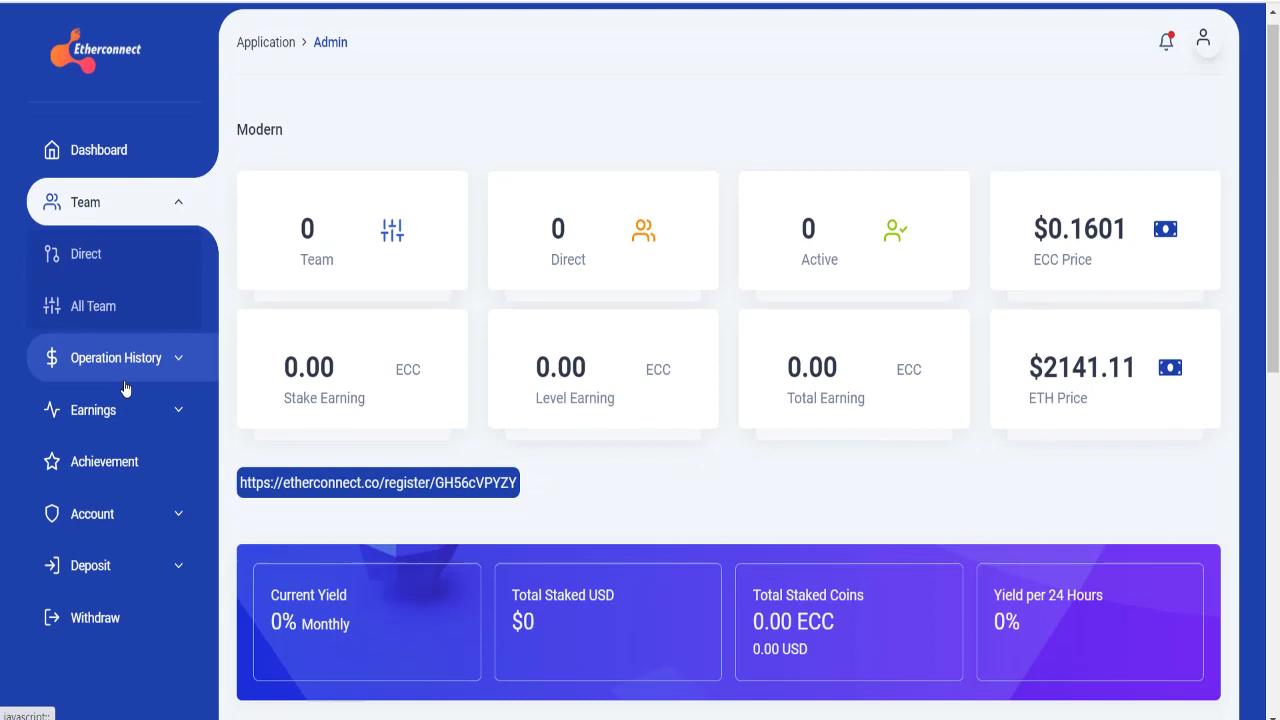 Etherconnect
Application > Admin
Dashboard
Team
Direct
All Team
Operation History
Earnings
Achievement
Account
Deposit
Withdraw
Modern
0
Team
0
Direct
0
Active
$0.1601
ECC Price
0.00 ECC
Stake Earning
0.00 ECC
Level Earning
0.00 ECC
Total Earning
$2141.11
ETH Price
https://etherconnect.co/register/GH56cVPYZY
Current Yield
0% Monthly
Total Staked USD
$0
Total Staked Coins
0.00 ECC
0.00 USD
Yield per 24 Hours
0%
javascript:;